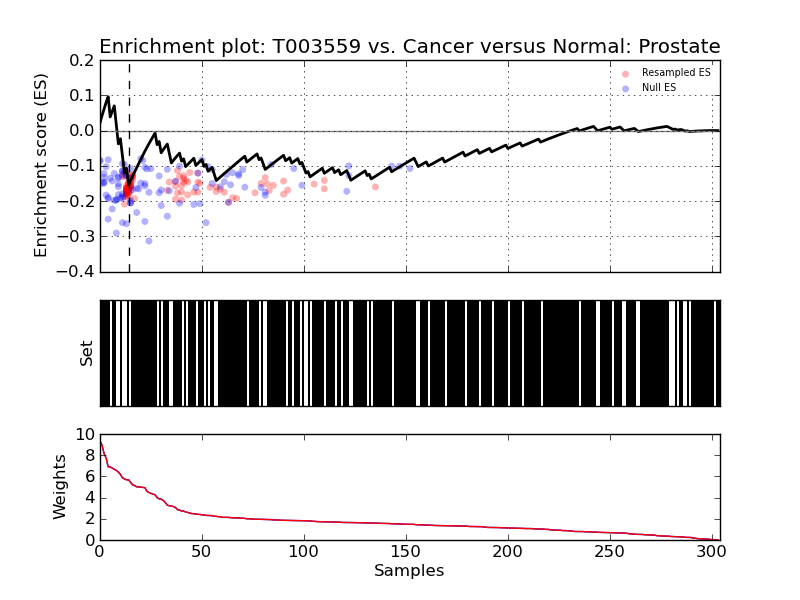 Enrichment plot: T003559 vs. Cancer versus Normal: Prostate
Enrichment score (ES)
0.2
0.1
0.0
−0.1
−0.2
−0.3
−0.4
Resampled ES
Null ES
Set
Weights
10
8
6
4
2
0
0 50 100 150 200 250 300
Samples